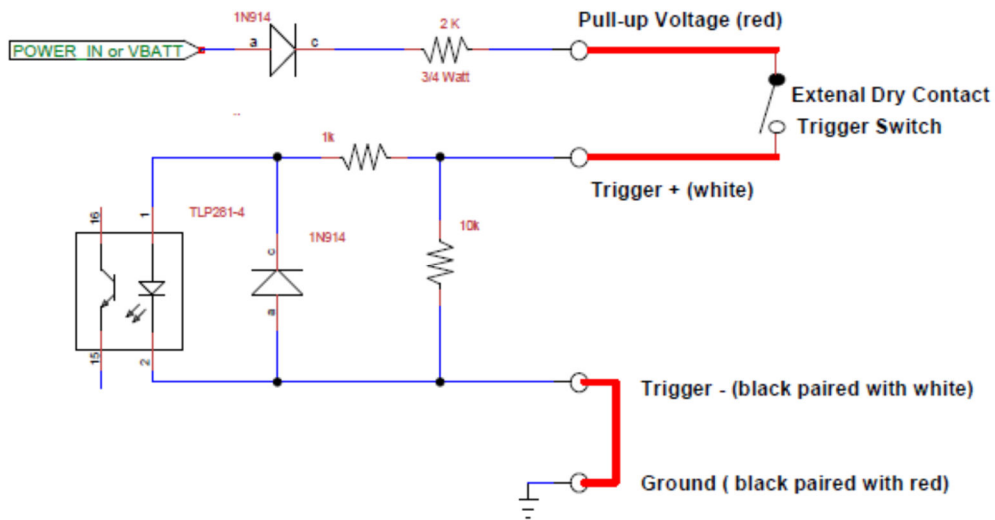 1N914
2 K
Pull-up Voltage (red)
POWER_IN or VBATT
a
c
3/4 Watt
Extenal Dry Contact
Trigger Switch
1k
Trigger + (white)
16
1
TLP281-4
1N914
10k
c
a
15
2
Trigger - (black paired with white)
Ground ( black paired with red)